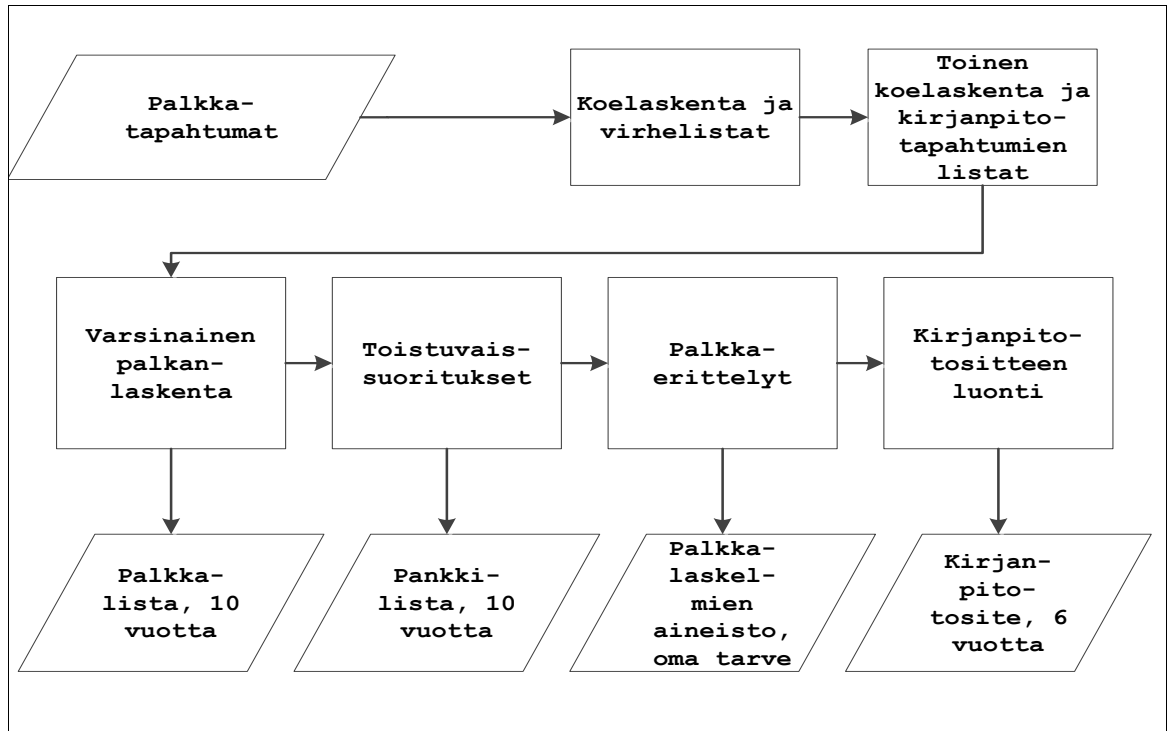 Palkka-
tapahtumat
Koelaskenta ja
virhelistat
Toinen
koelaskenta ja
kirjanpito-
tapahtumien
listat
Varsinainen
palkan-
laskenta
Toistuvais-
suoritukset
Palkka-
erittelyt
Kirjanpito-
tositteen
luonti
Palkka-
lista, 10
vuotta
Pankki-
lista, 10
vuotta
Palkka-
laskel-
mien
aineisto,
oma tarve
Kirjan-
pito-
tosite, 6
vuotta